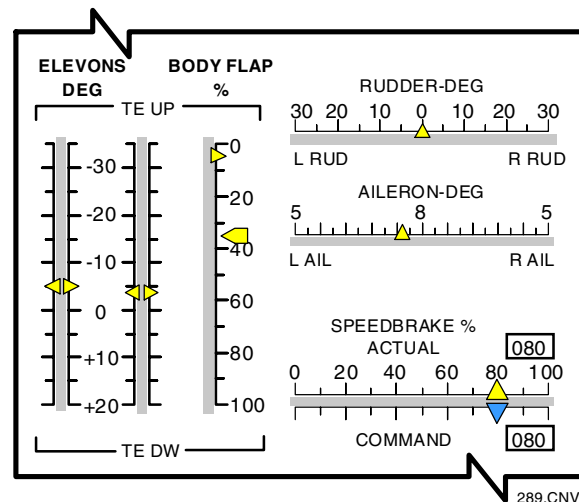 ELEVONS
DEG
BODY FLAP
%
TE UP
-30
-20
-10
0
+10
+20
0
20
40
60
80
100
TE DW
RUDDER-DEG
30 20 10 0 10 20 30
L RUD R RUD
AILERON-DEG
5 8 5
L AIL R AIL
SPEEDBRAKE %
ACTUAL 080
0 20 40 60 80 100
COMMAND 080
289.CNV